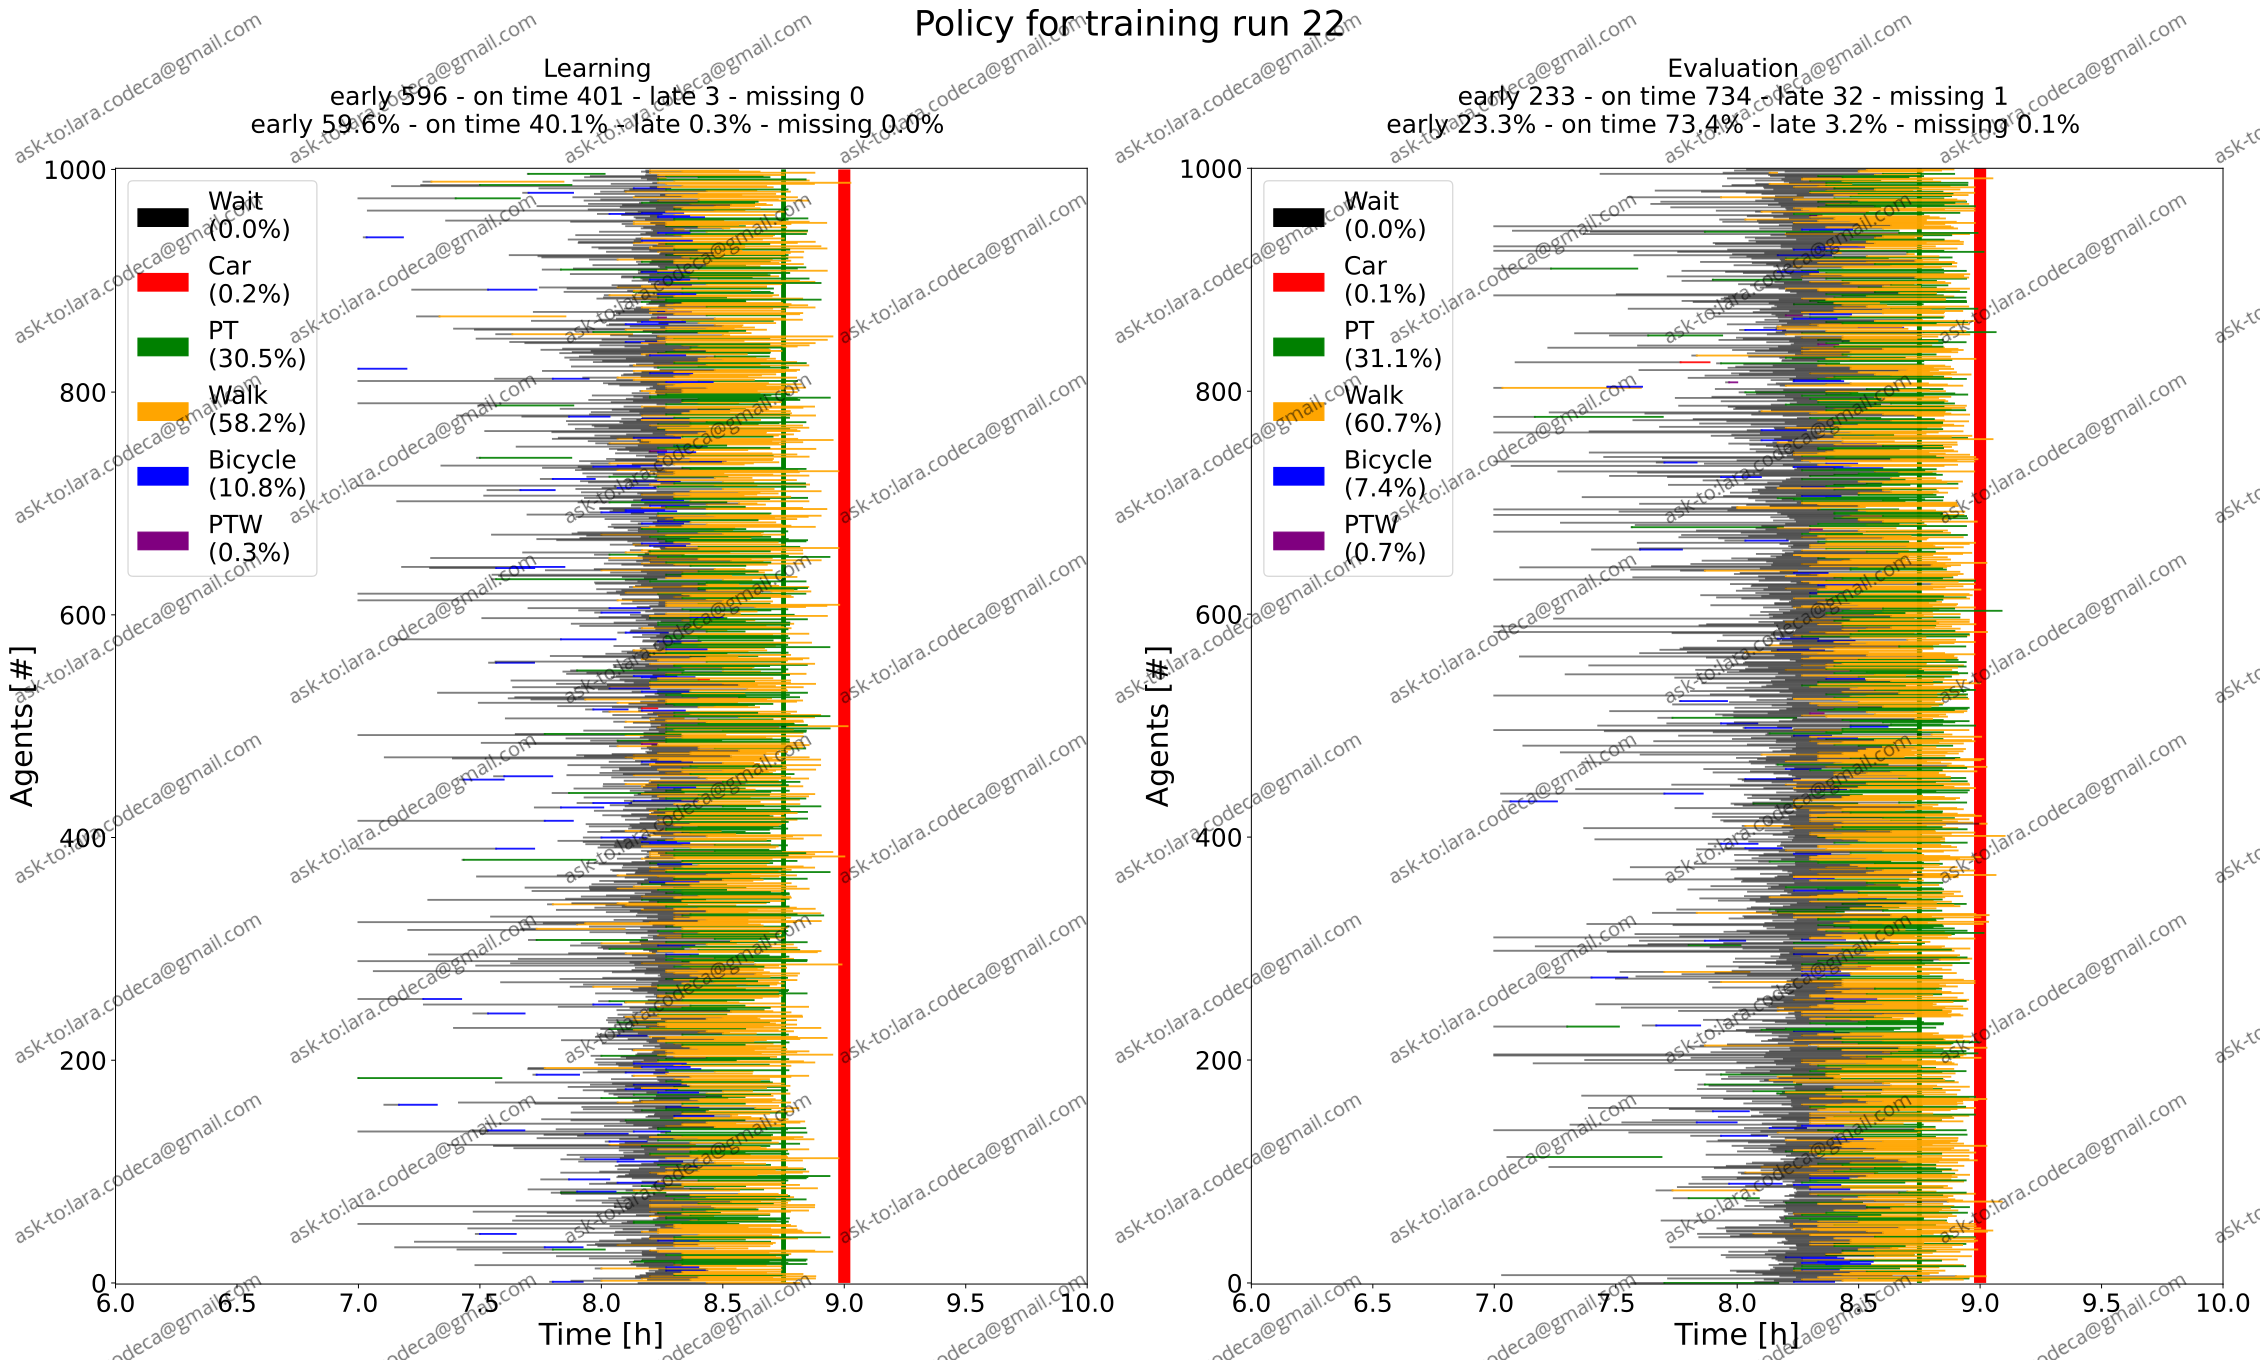 Policy for training run 22
Learning
early 596 - on time 401 - late 3 - missing 0
early 59.6% - on time 40.1% - late 0.3% - missing 0.0%
1000
800
600
400
200
0
Agents [#]
Wait
(0.0%)
Car
(0.2%)
PT
(30.5%)
Walk
(58.2%)
Bicycle
(10.8%)
PTW
(0.3%)
6.0 6.5 7.0 7.5 8.0 8.5 9.0 9.5 10.0
Time [h]
Evaluation
early 233 - on time 734 - late 32 - missing 1
early 23.3% - on time 73.4% - late 3.2% - missing 0.1%
1000
800
600
400
200
0
Agents [#]
Wait
(0.0%)
Car
(0.1%)
PT
(31.1%)
Walk
(60.7%)
Bicycle
(7.4%)
PTW
(0.7%)
6.0 6.5 7.0 7.5 8.0 8.5 9.0 9.5 10.0
Time [h]
ask-to:lara.codeca@gmail.com